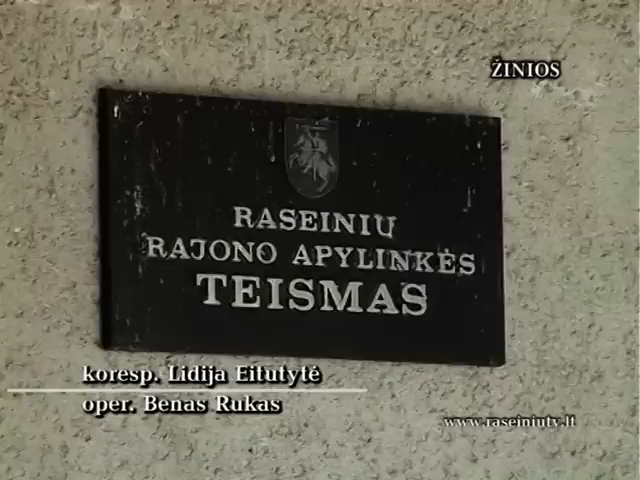 ŽINIOS
RASEINIŲ
RAJONO APYLINKĖS
TEISMAS
koresp. Lidija Eitutytė
oper. Benas Rukas
www.raseiniutv.lt